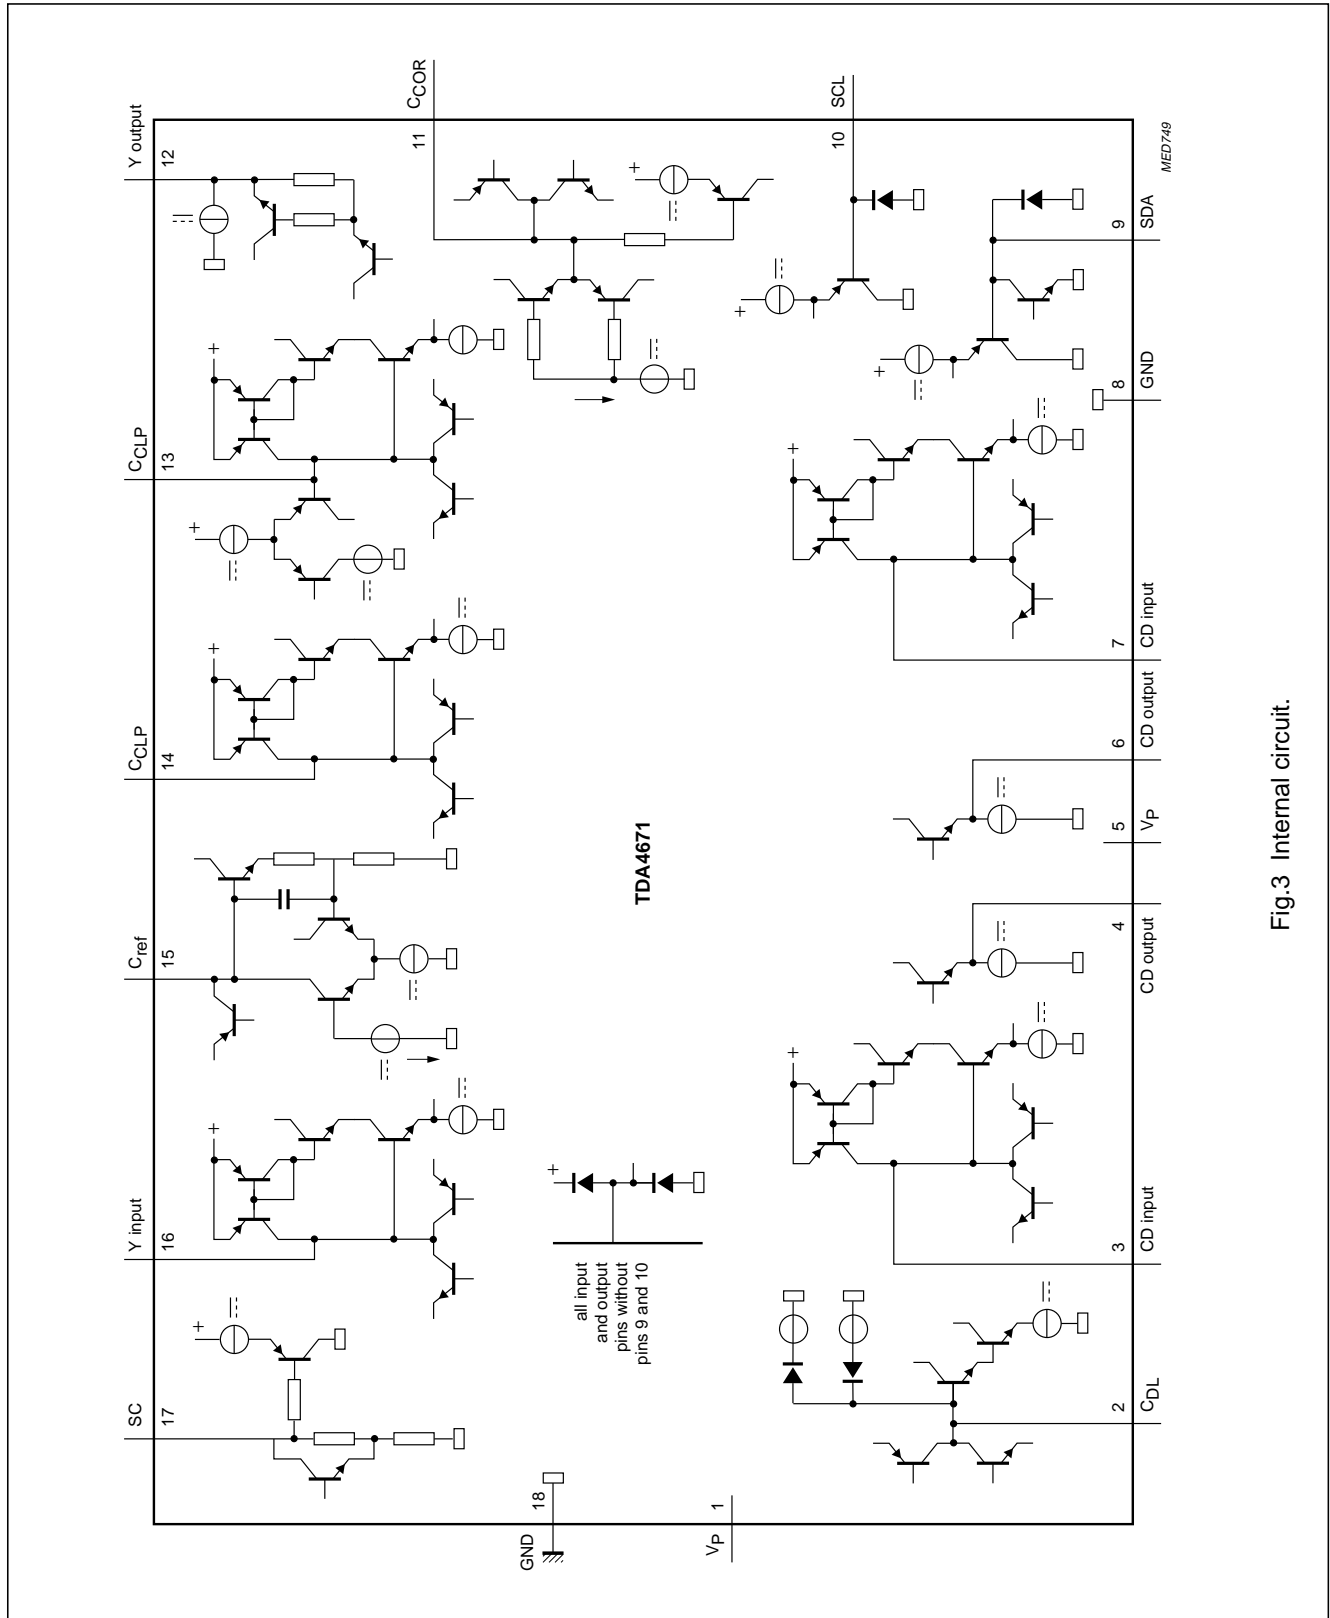 Y output
12
CCOR
11
SCL
10
MED749
+
+
+
9
SDA
+
8
GND
+
CCLP
13
+
+
7
CD input
+
CCLP
14
6
CD output
5
VP
Cref
15
TDA4671
4
CD output
+
+
Y input
16
+
all input
and output
pins without
pins 9 and 10
3
CD input
+
SC
17
2
CDL
18
GND
1
VP
Fig.3 Internal circuit.